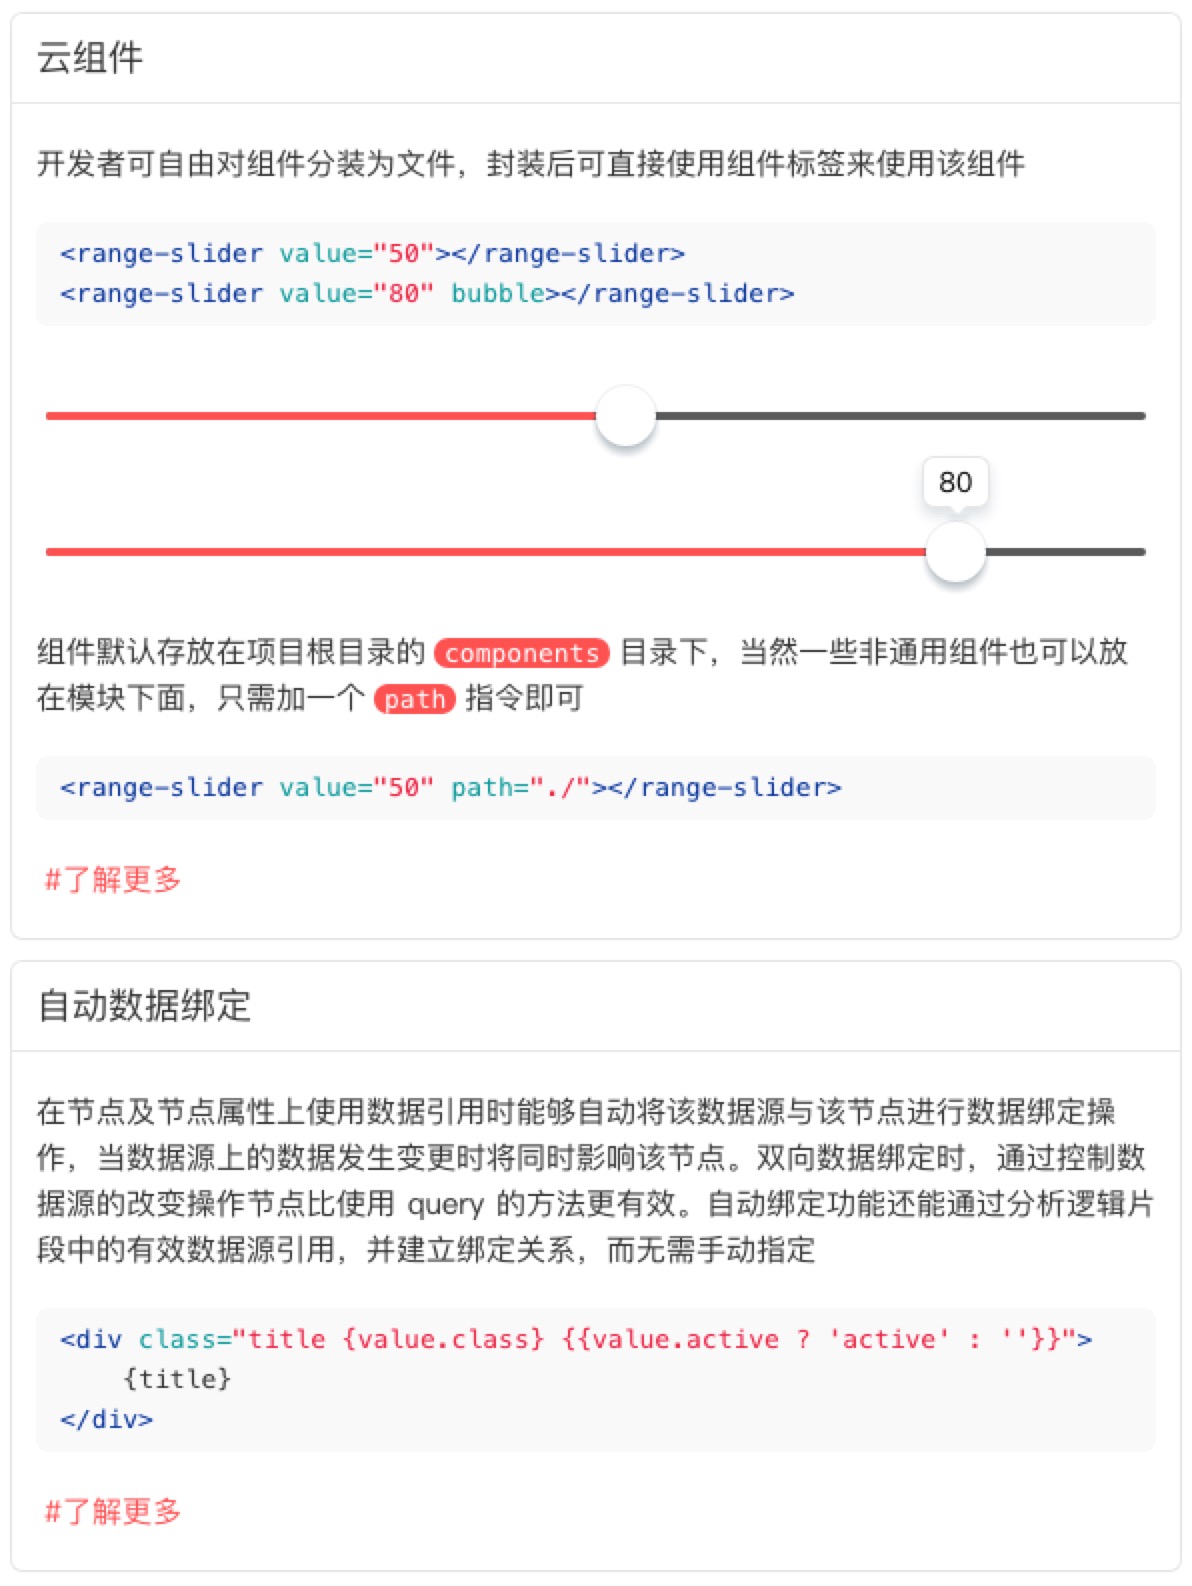 云组件
开发者可自由对组件分装为文件，封装后可直接使用组件标签来使用该组件
<range-slider value="50"></range-slider>
<range-slider value="80" bubble></range-slider>
80
组件默认存放在项目根目录的 components 目录下，当然一些非通用组件也可以放
在模块下面，只需加一个 path 指令即可
<range-slider value="50" path="./"></range-slider>
#了解更多
自动数据绑定
在节点及节点属性上使用数据引用时能够自动将该数据源与该节点进行数据绑定操
作，当数据源上的数据发生变更时将同时影响该节点。双向数据绑定时，通过控制数
据源的改变操作节点比使用 query 的方法更有效。自动绑定功能还能通过分析逻辑片
段中的有效数据源引用，并建立绑定关系，而无需手动指定
<div class="title {value.class} {{value.active ? 'active' : ''}}">
    {title}
</div>
#了解更多